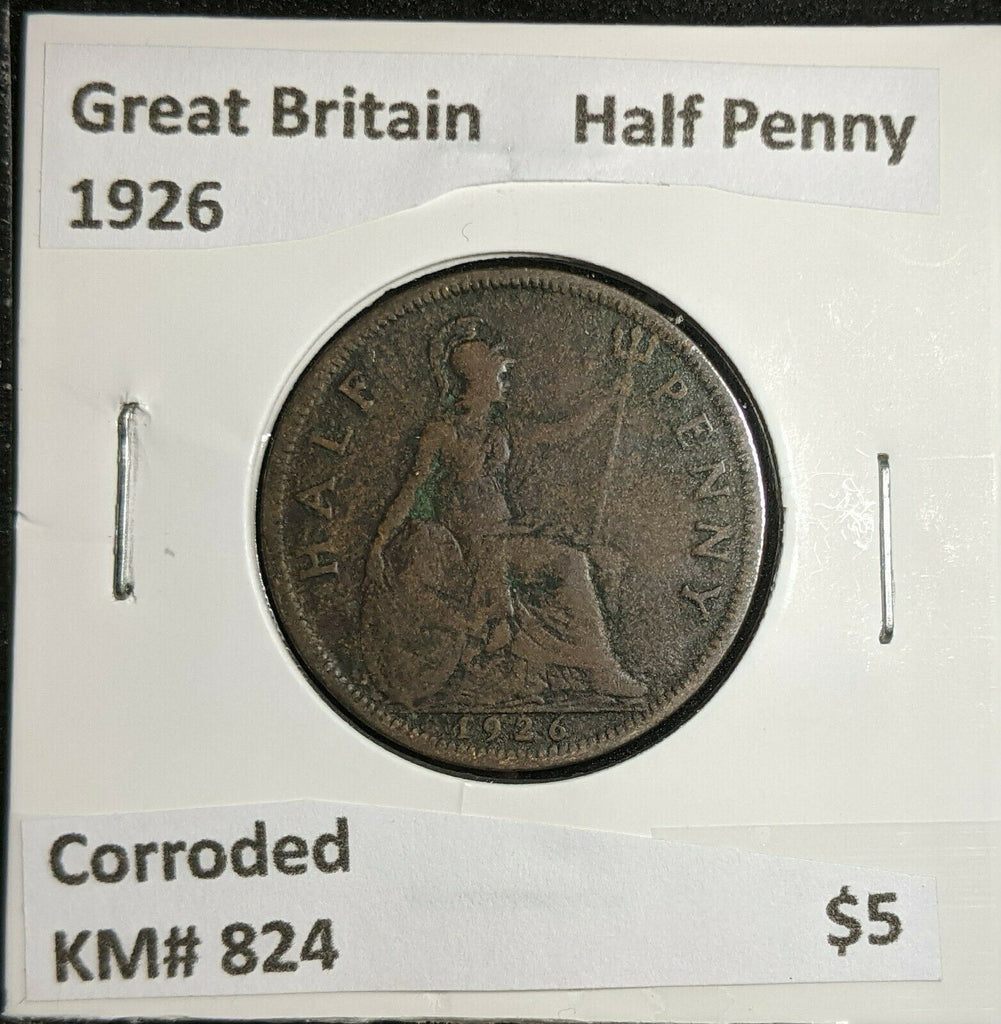 Great Britain Half Penny
1926
HALF PENNY
1926
Corroded
KM# 824 $5